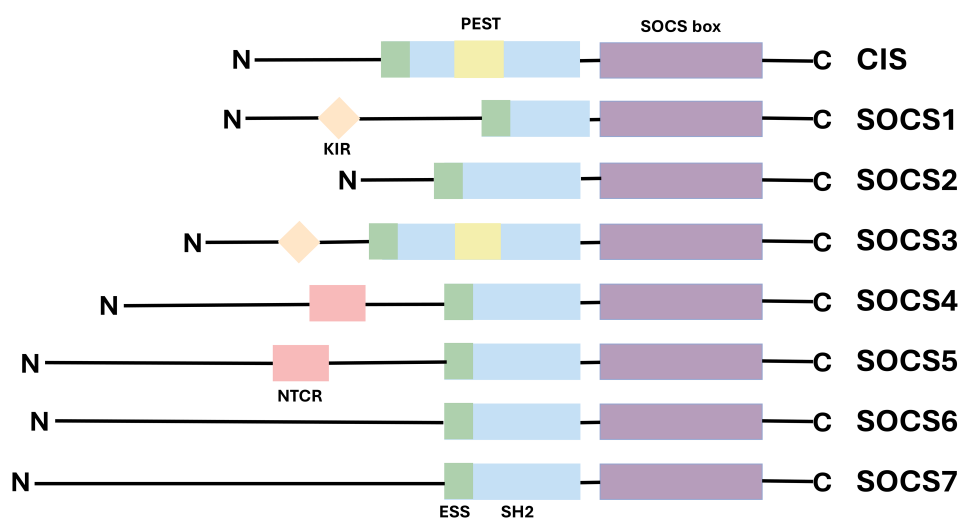 PEST SOCS box
N C CIS
N C SOCS1
KIR
N C SOCS2
N C SOCS3
N C SOCS4
N C SOCS5
NTCR
N C SOCS6
N C SOCS7
ESS SH2